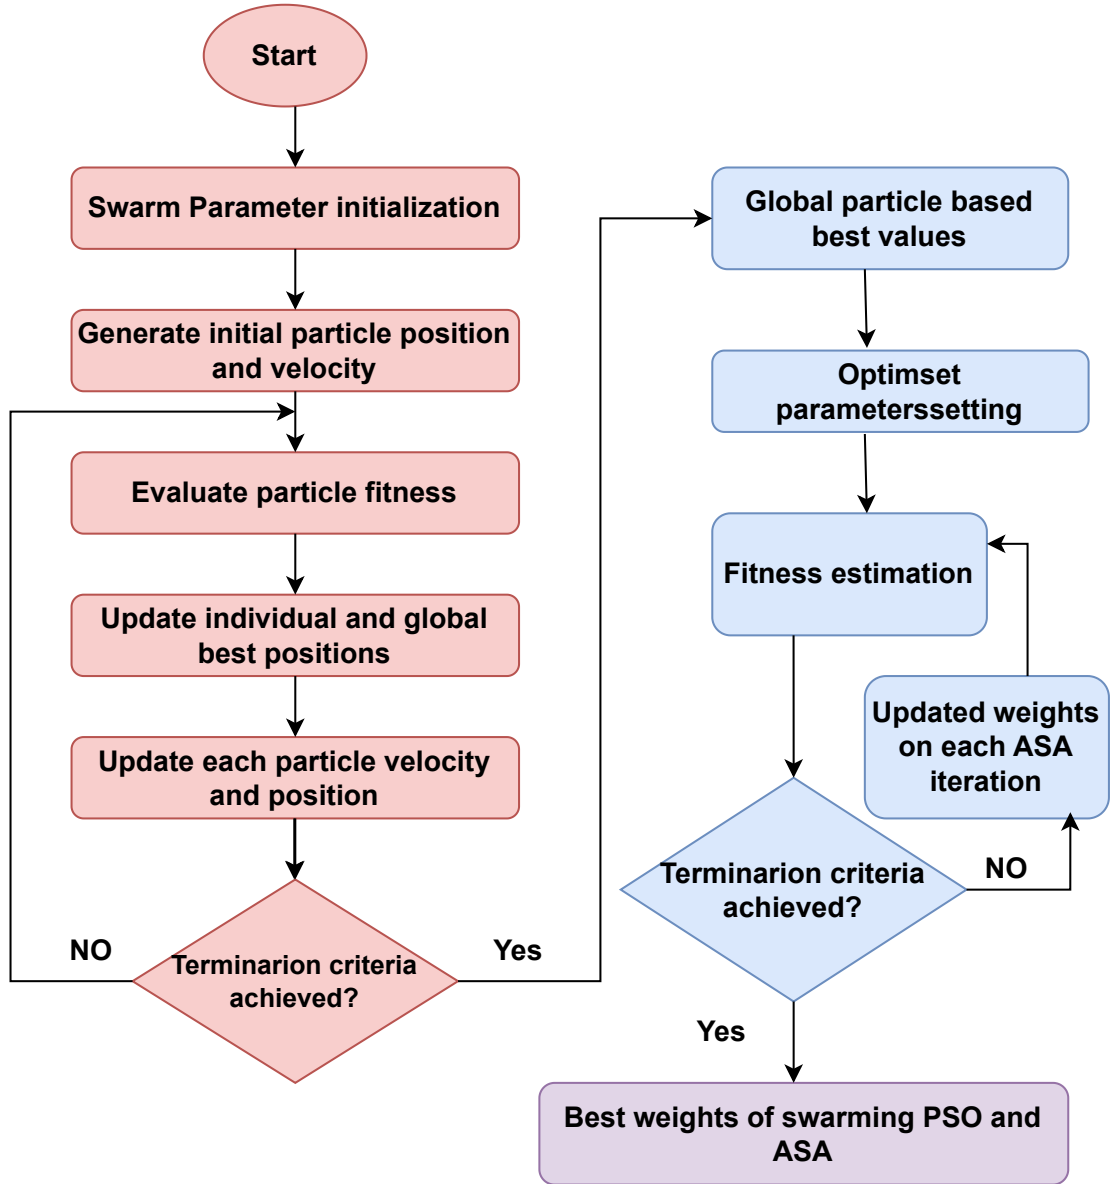 Start
Swarm Parameter initialization
Generate initial particle position
and velocity
Evaluate particle fitness
Update individual and global
best positions
Update each particle velocity
and position
NO
Terminarion criteria
achieved?
Yes
Global particle based
best values
Optimset
parameterssetting
Fitness estimation
Updated weights
on each ASA
iteration
Terminarion criteria
achieved?
NO
Yes
Best weights of swarming PSO and
ASA